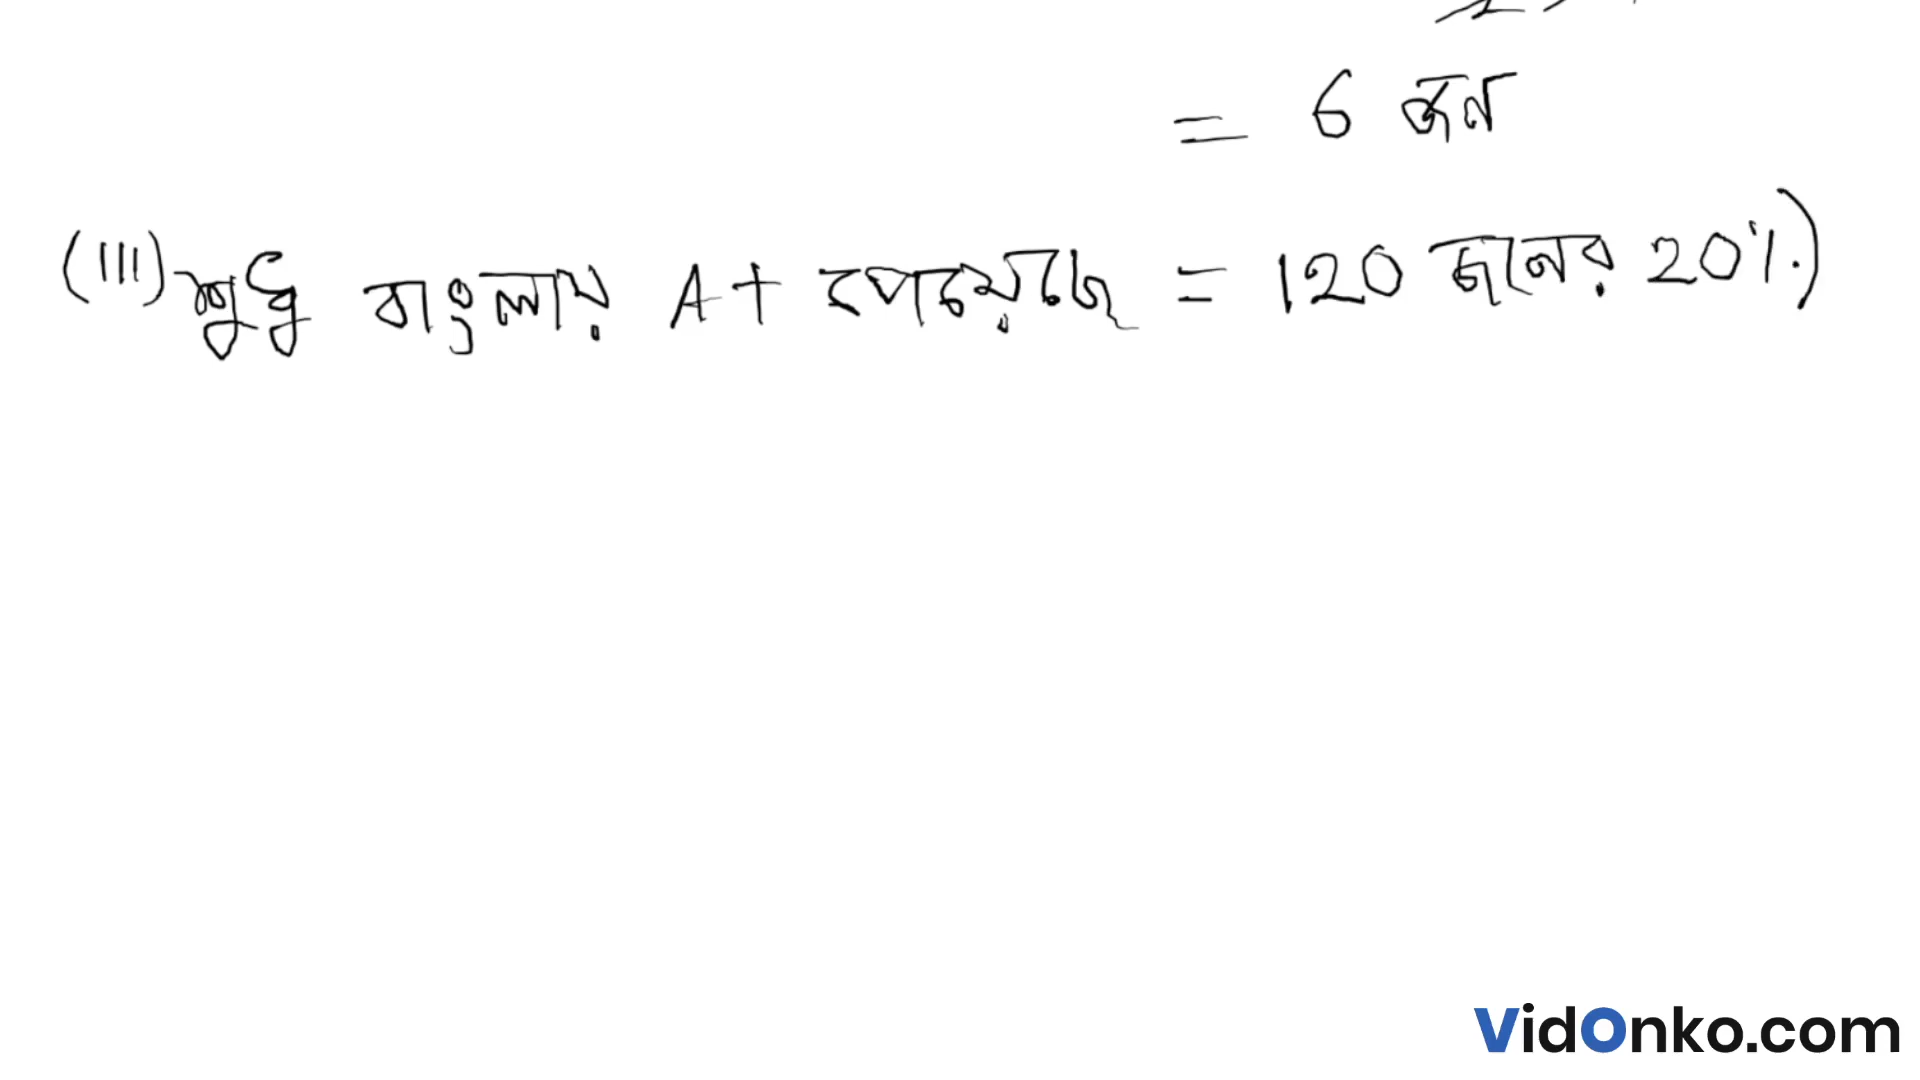 = 6 জন
(III) শুধু বাংলায় A+ পেয়েছে = 120 জনের 20%)
VidOnko.com